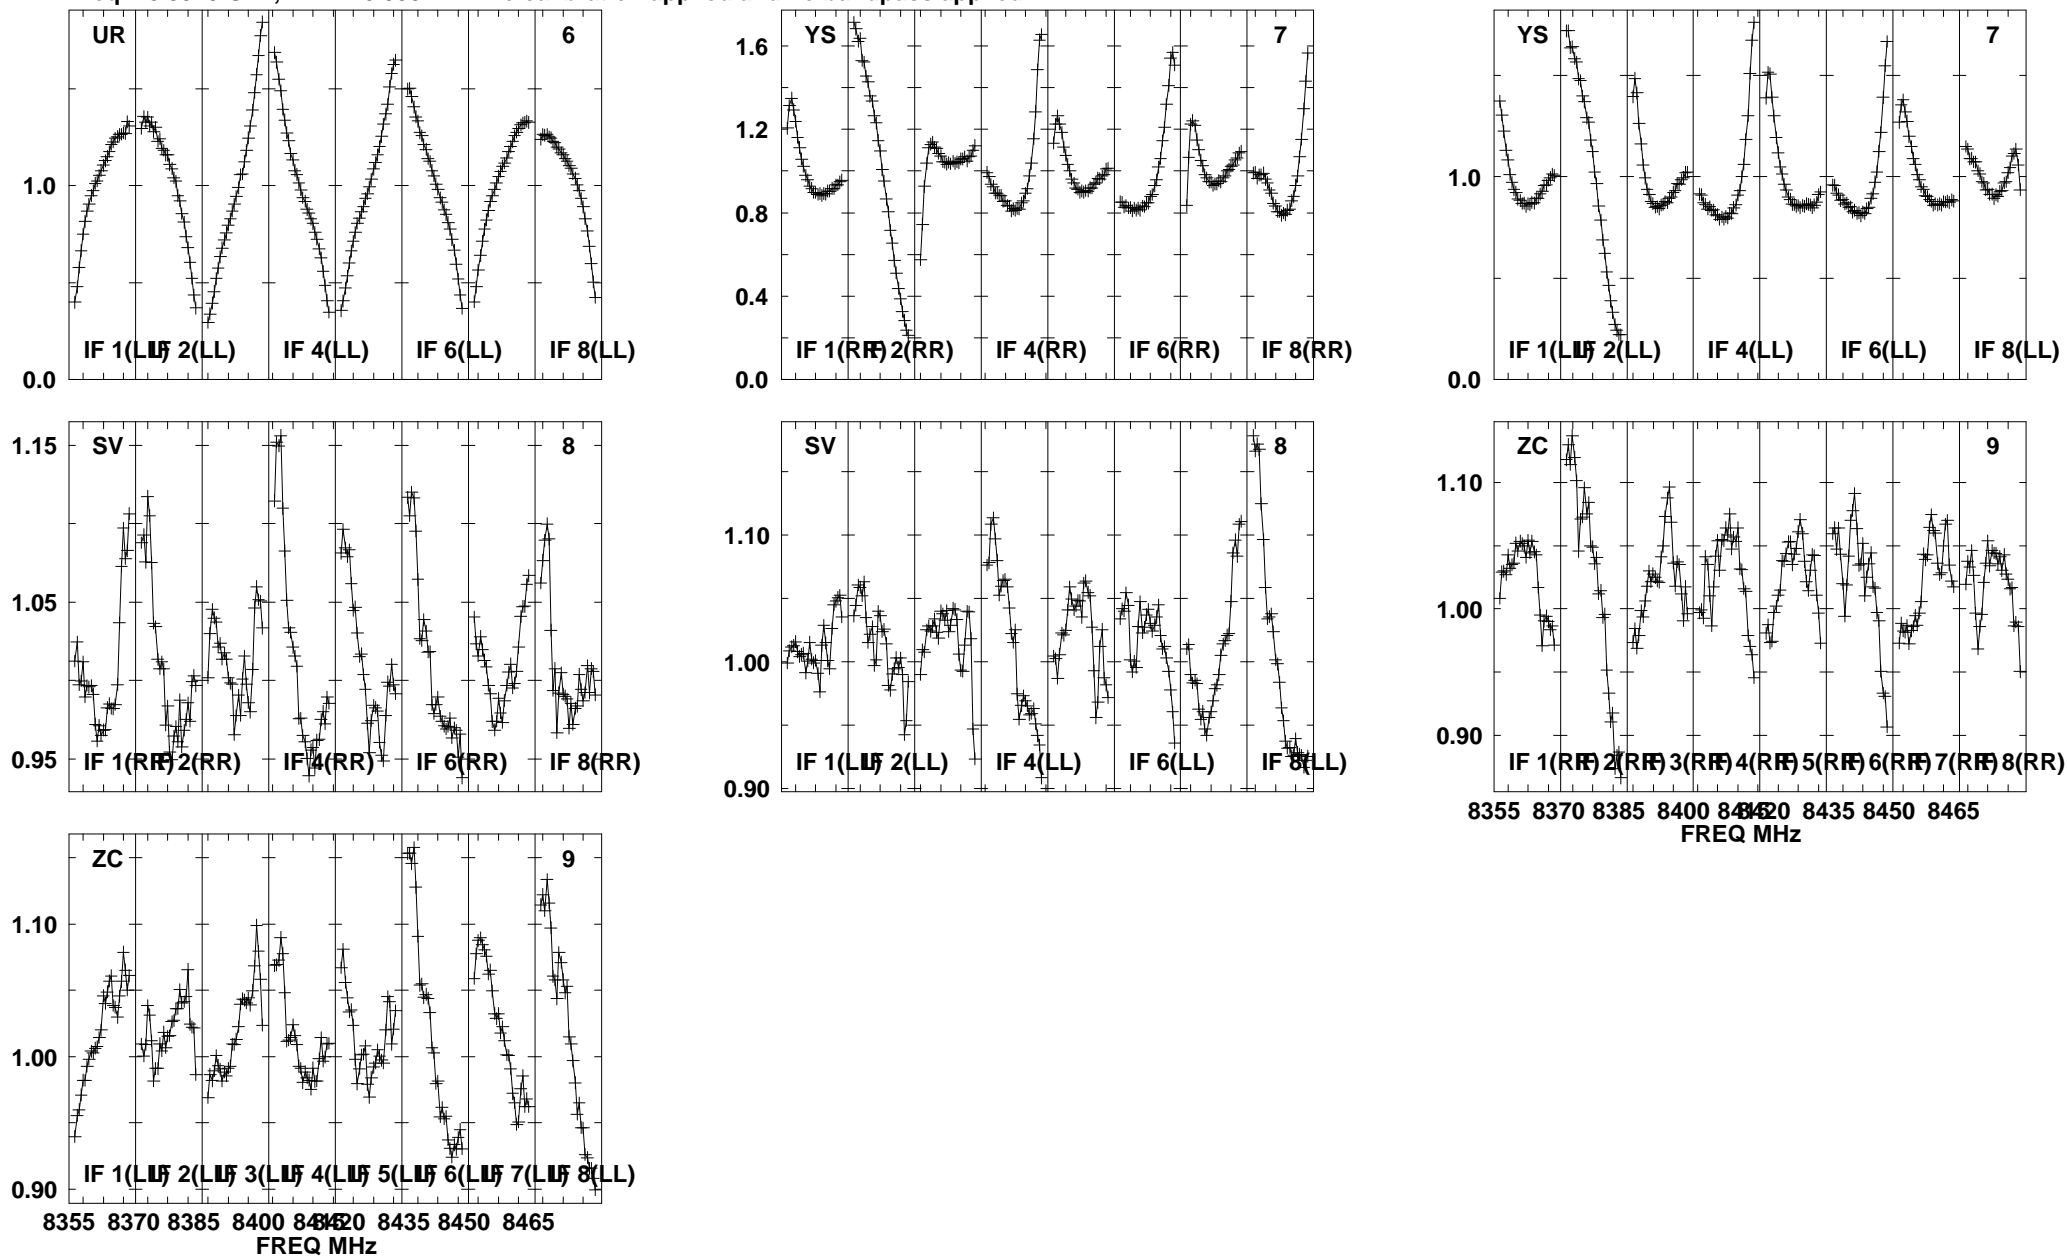 UR 6
1.0
0.0
IF 1(LL) IF 2(LL) IF 4(LL) IF 6(LL) IF 8(LL)
YS 7
1.6
1.2
0.8
0.4
0.0
IF 1(RR) IF 2(RR) IF 4(RR) IF 6(RR) IF 8(RR)
YS 7
1.0
0.0
IF 1(LL) IF 2(LL) IF 4(LL) IF 6(LL) IF 8(LL)
SV 8
1.15
1.05
0.95
IF 1(RR) IF 2(RR) IF 4(RR) IF 6(RR) IF 8(RR)
SV 8
1.10
1.00
0.90
IF 1(LL) IF 2(LL) IF 4(LL) IF 6(LL) IF 8(LL)
ZC 9
1.10
1.00
0.90
IF 1(RR) IF 2(RR) IF 3(RR) IF 4(RR) IF 5(RR) IF 6(RR) IF 7(RR) IF 8(RR)
8355 8370 8385 8400 8415 8420 8435 8450 8465
FREQ MHz
ZC 9
1.10
1.00
0.90
IF 1(LL) IF 2(LL) IF 3(LL) IF 4(LL) IF 5(LL) IF 6(LL) IF 7(LL) IF 8(LL)
8355 8370 8385 8400 8415 8420 8435 8450 8465
FREQ MHz